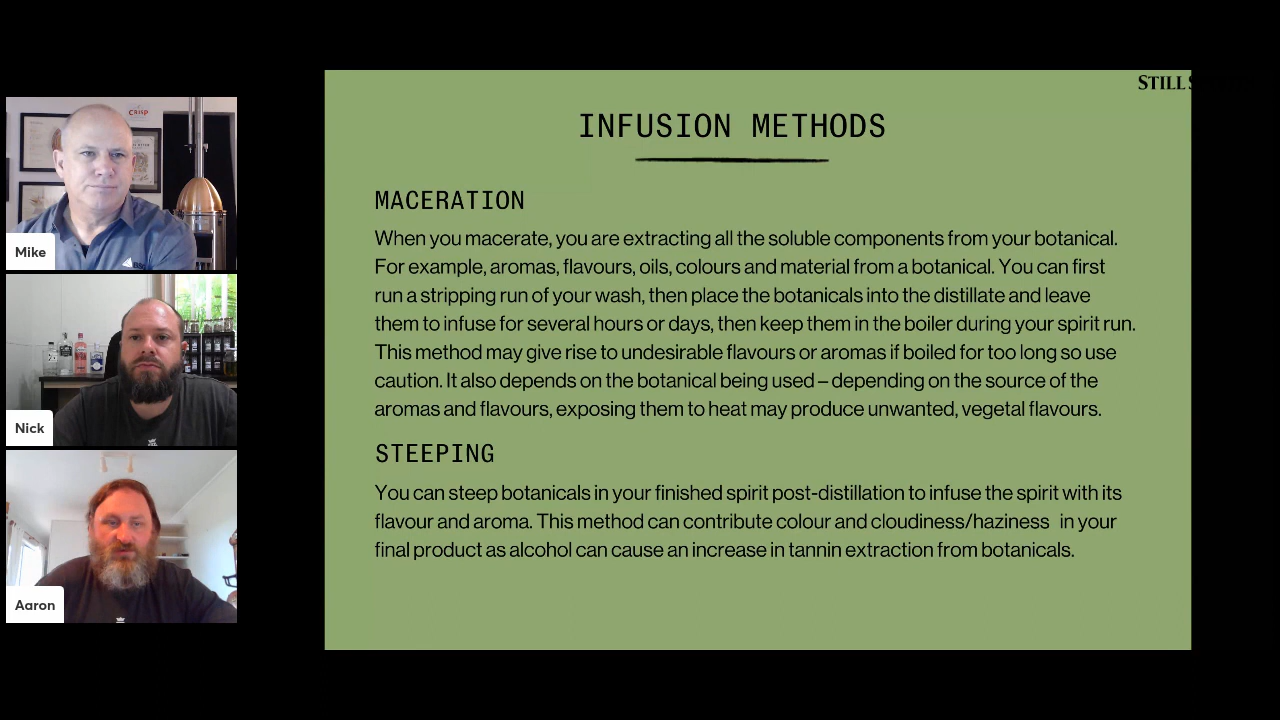 CRISP
Mike
Nick
Aaron
STILL
INFUSION METHODS
MACERATION
When you macerate, you are extracting all the soluble components from your botanical.
For example, aromas, flavours, oils, colours and material from a botanical. You can first
run a stripping run of your wash, then place the botanicals into the distillate and leave
them to infuse for several hours or days, then keep them in the boiler during your spirit run.
This method may give rise to undesirable flavours or aromas if boiled for too long so use
caution. It also depends on the botanical being used – depending on the source of the
aromas and flavours, exposing them to heat may produce unwanted, vegetal flavours.
STEEPING
You can steep botanicals in your finished spirit post-distillation to infuse the spirit with its
flavour and aroma. This method can contribute colour and cloudiness/haziness  in your
final product as alcohol can cause an increase in tannin extraction from botanicals.